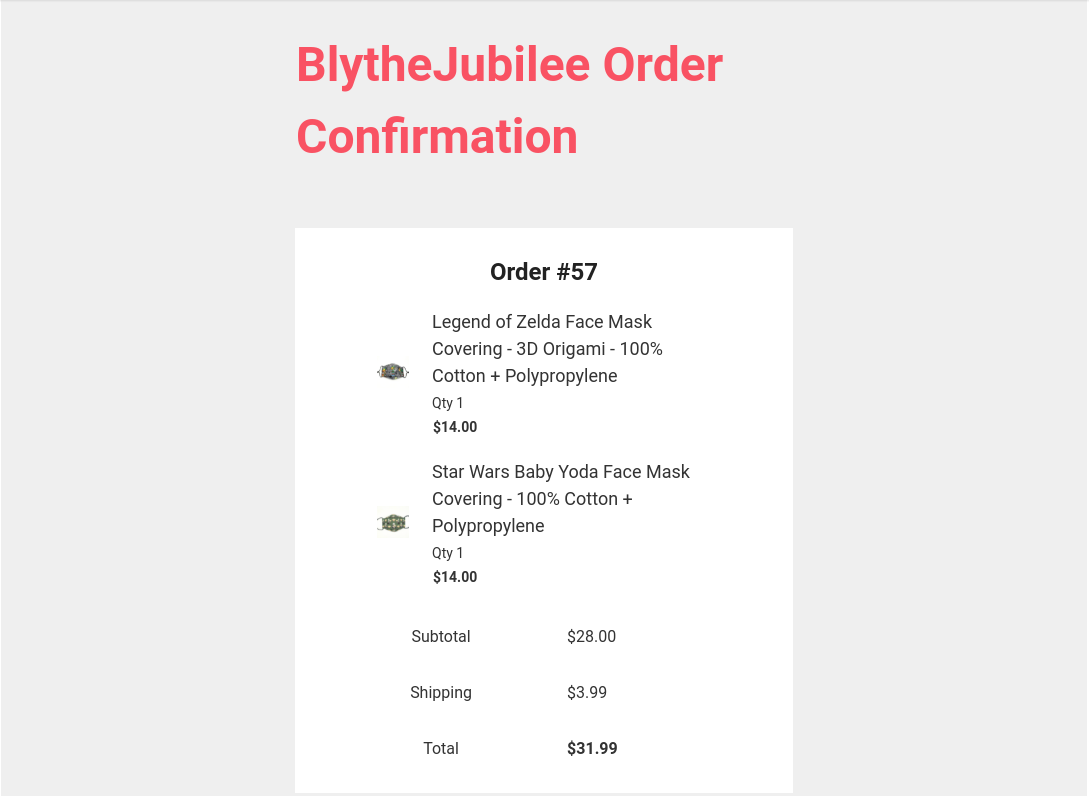 BlytheJubilee Order
Confirmation
Order #57
Legend of Zelda Face Mask
Covering - 3D Origami - 100%
Cotton + Polypropylene
Qty 1
$14.00
Star Wars Baby Yoda Face Mask
Covering - 100% Cotton +
Polypropylene
Qty 1
$14.00
Subtotal $28.00
Shipping $3.99
Total $31.99